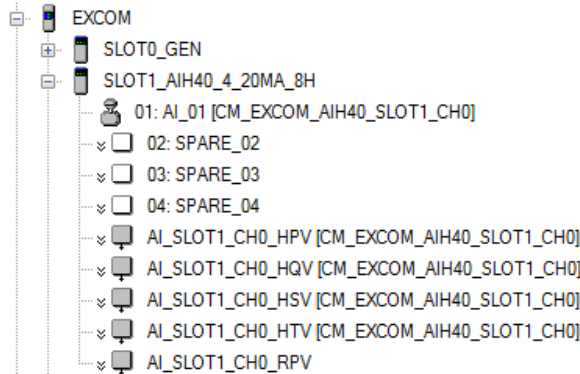 EXCOM
SLOT0_GEN
SLOT1_AIH40_4_20MA_8H
01: AI_01 [CM_EXCOM_AIH40_SLOT1_CH0]
02: SPARE_02
03: SPARE_03
04: SPARE_04
AI_SLOT1_CH0_HPV [CM_EXCOM_AIH40_SLOT1_CH0]
AI_SLOT1_CH0_HQV [CM_EXCOM_AIH40_SLOT1_CH0]
AI_SLOT1_CH0_HSV [CM_EXCOM_AIH40_SLOT1_CH0]
AI_SLOT1_CH0_HTV [CM_EXCOM_AIH40_SLOT1_CH0]
AI_SLOT1_CH0_RPV